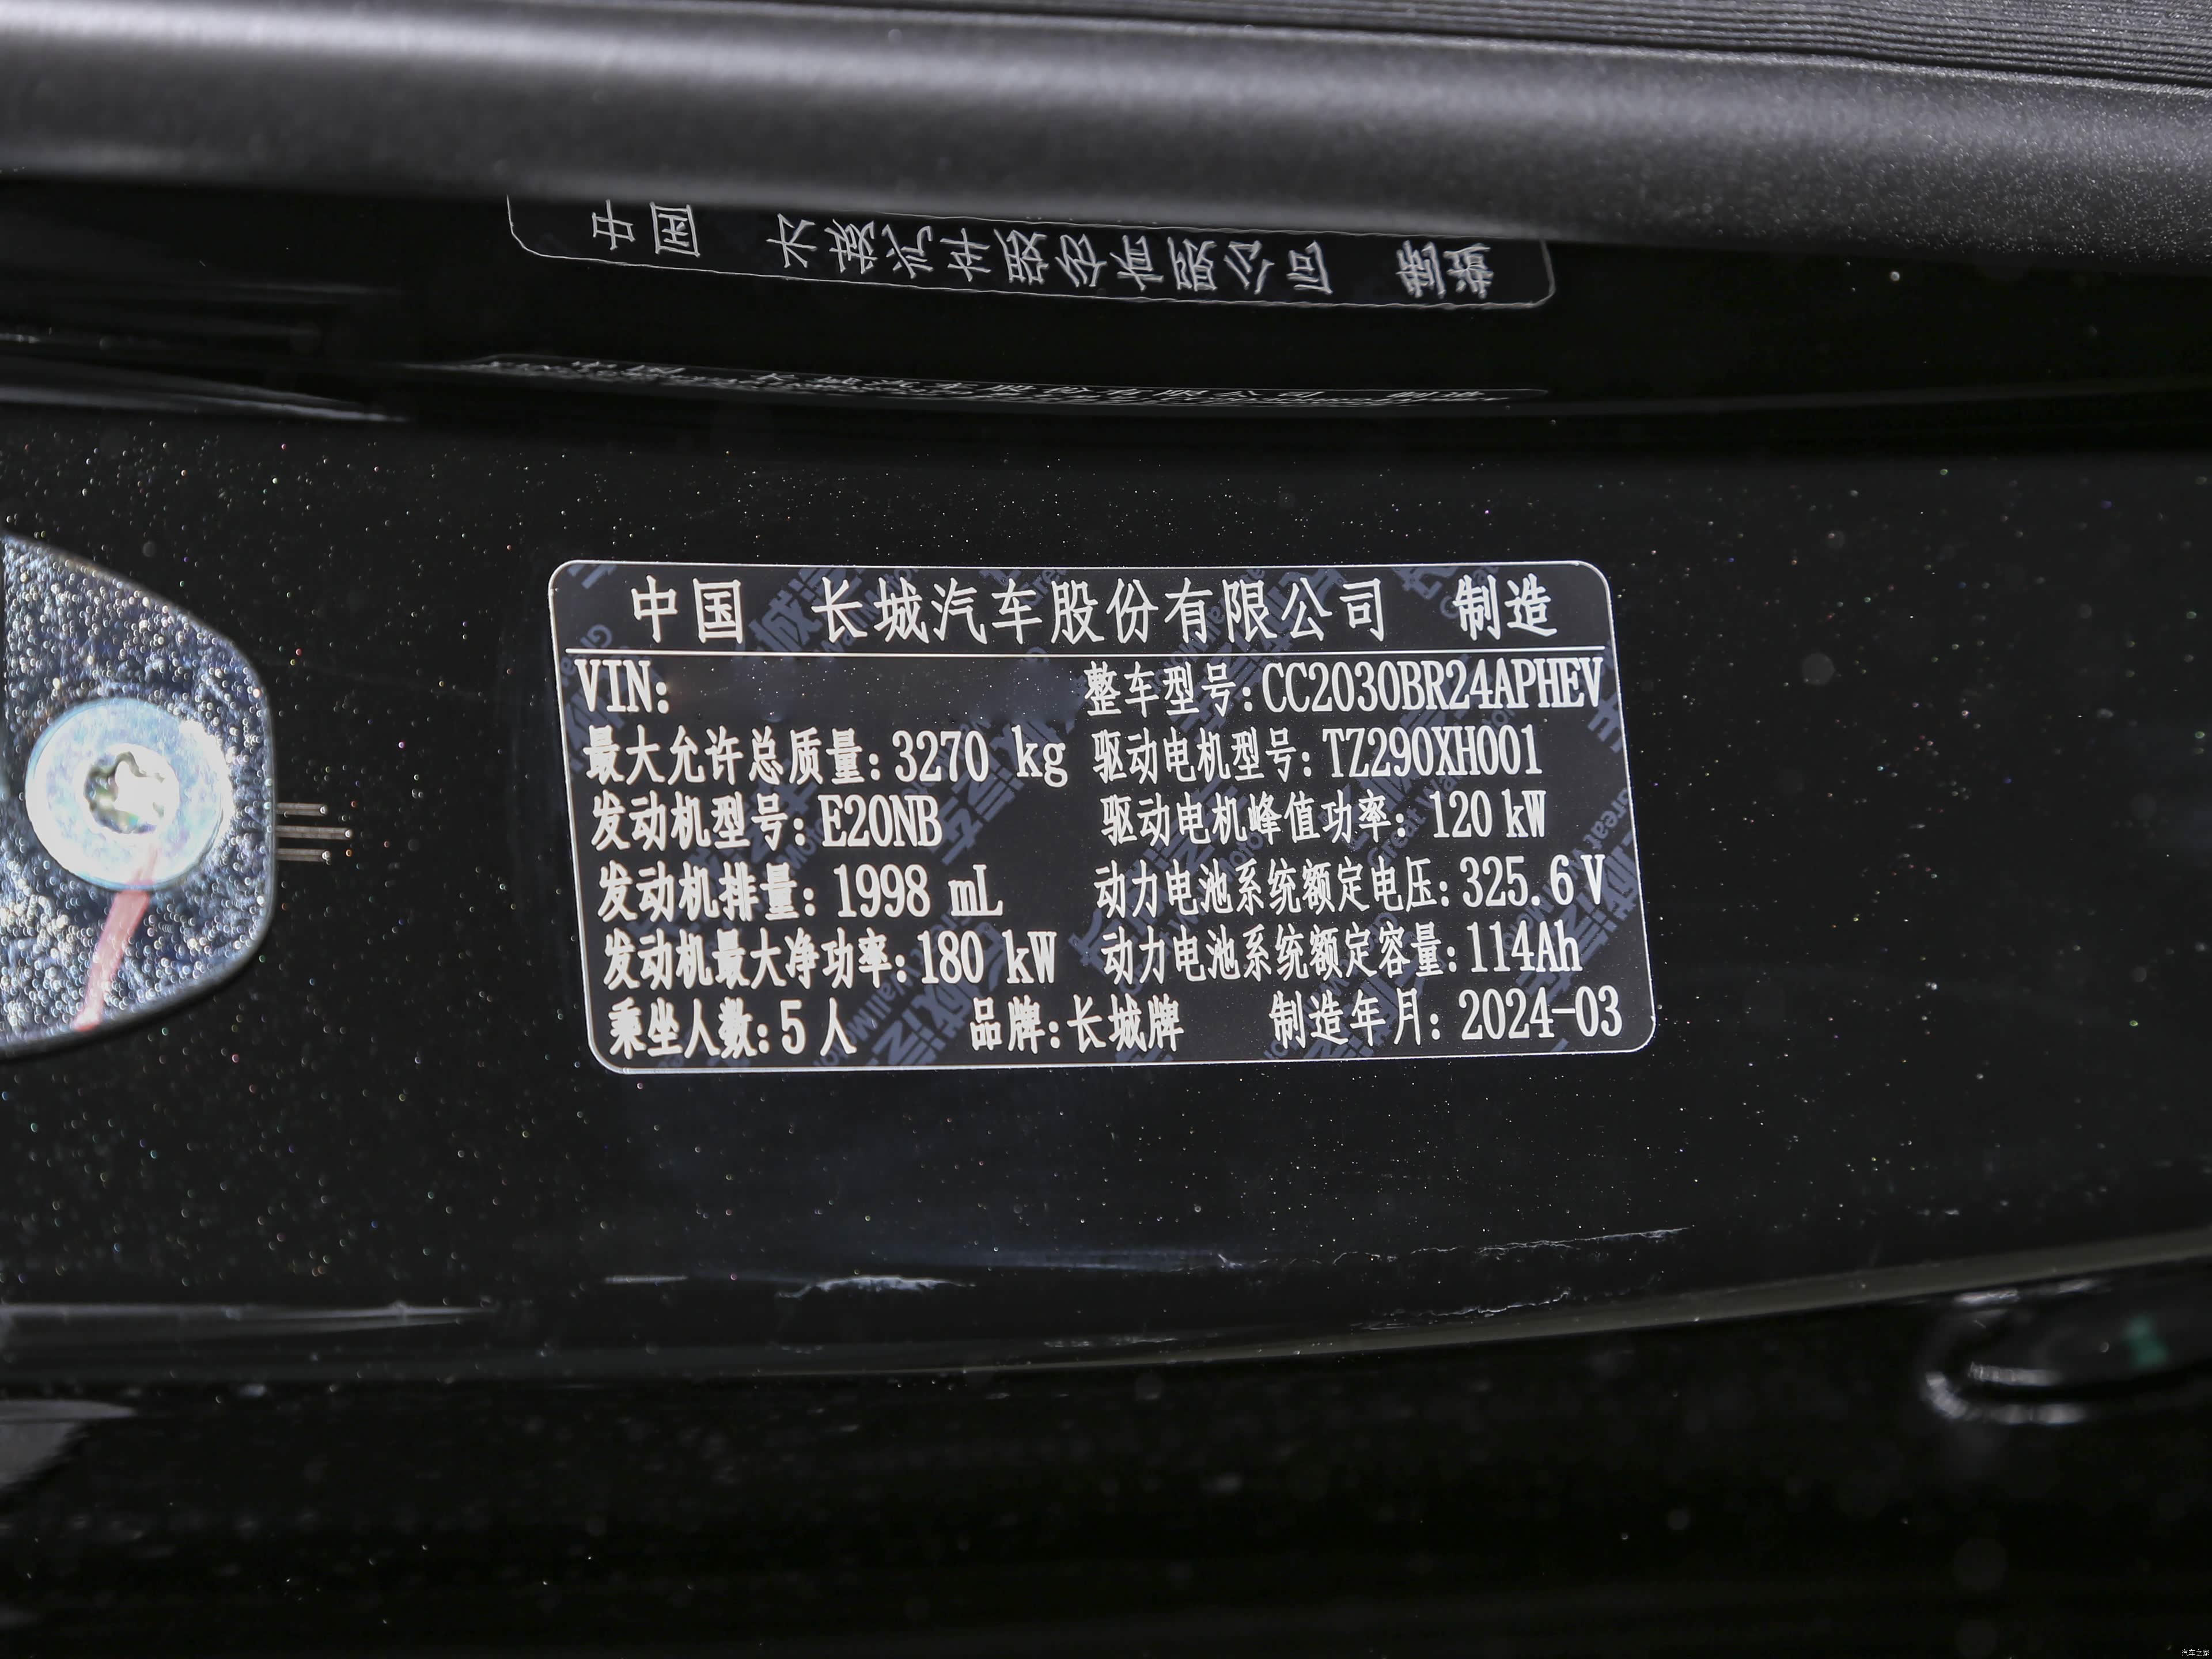 中国 长城汽车股份有限公司 制造
VIN: 整车型号:CC2030BR24APHEV
最大允许总质量:3270 kg 驱动电机型号:TZ290XH001
发动机型号:E20NB 驱动电机峰值功率: 120 kW
发动机排量: 1998 mL 动力电池系统额定电压:325.6 V
发动机最大净功率:180 kW 动力电池系统额定容量:114Ah
乘坐人数:5 人 品牌:长城牌 制造年月: 2024-03
汽车之家